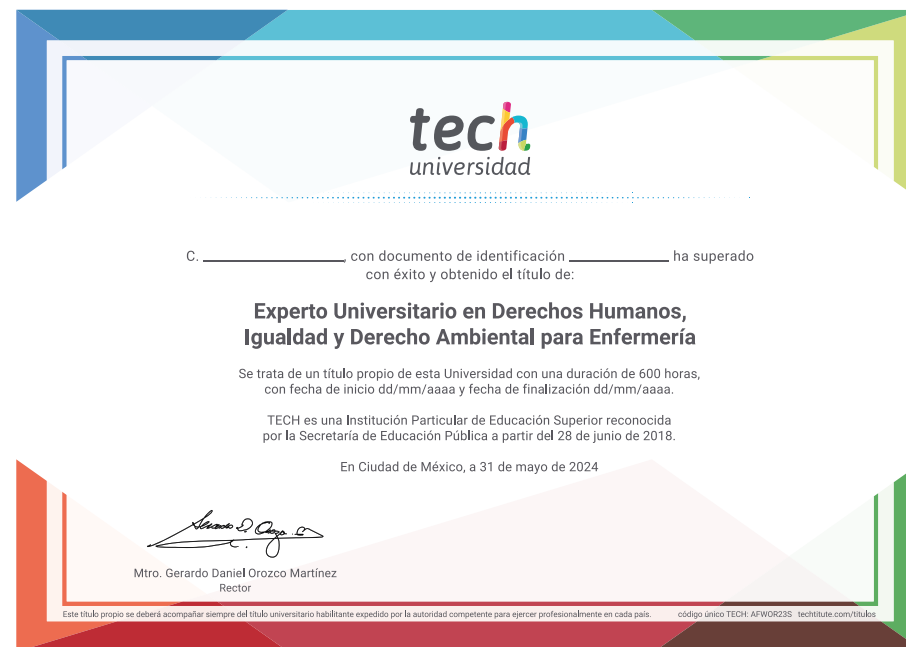 tech
universidad
C. ____________________, con documento de identificación ______________ ha superado
con éxito y obtenido el título de:
Experto Universitario en Derechos Humanos,
Igualdad y Derecho Ambiental para Enfermería
Se trata de un título propio de esta Universidad con una duración de 600 horas,
con fecha de inicio dd/mm/aaaa y fecha de finalización dd/mm/aaaa.
TECH es una Institución Particular de Educación Superior reconocida
por la Secretaría de Educación Pública a partir del 28 de junio de 2018.
En Ciudad de México, a 31 de mayo de 2024
Mtro. Gerardo Daniel Orozco Martínez
Rector
Este título propio se deberá acompañar siempre del título universitario habilitante expedido por la autoridad competente para ejercer profesionalmente en cada país. código único TECH: AFWOR23S techtitute.com/titulos